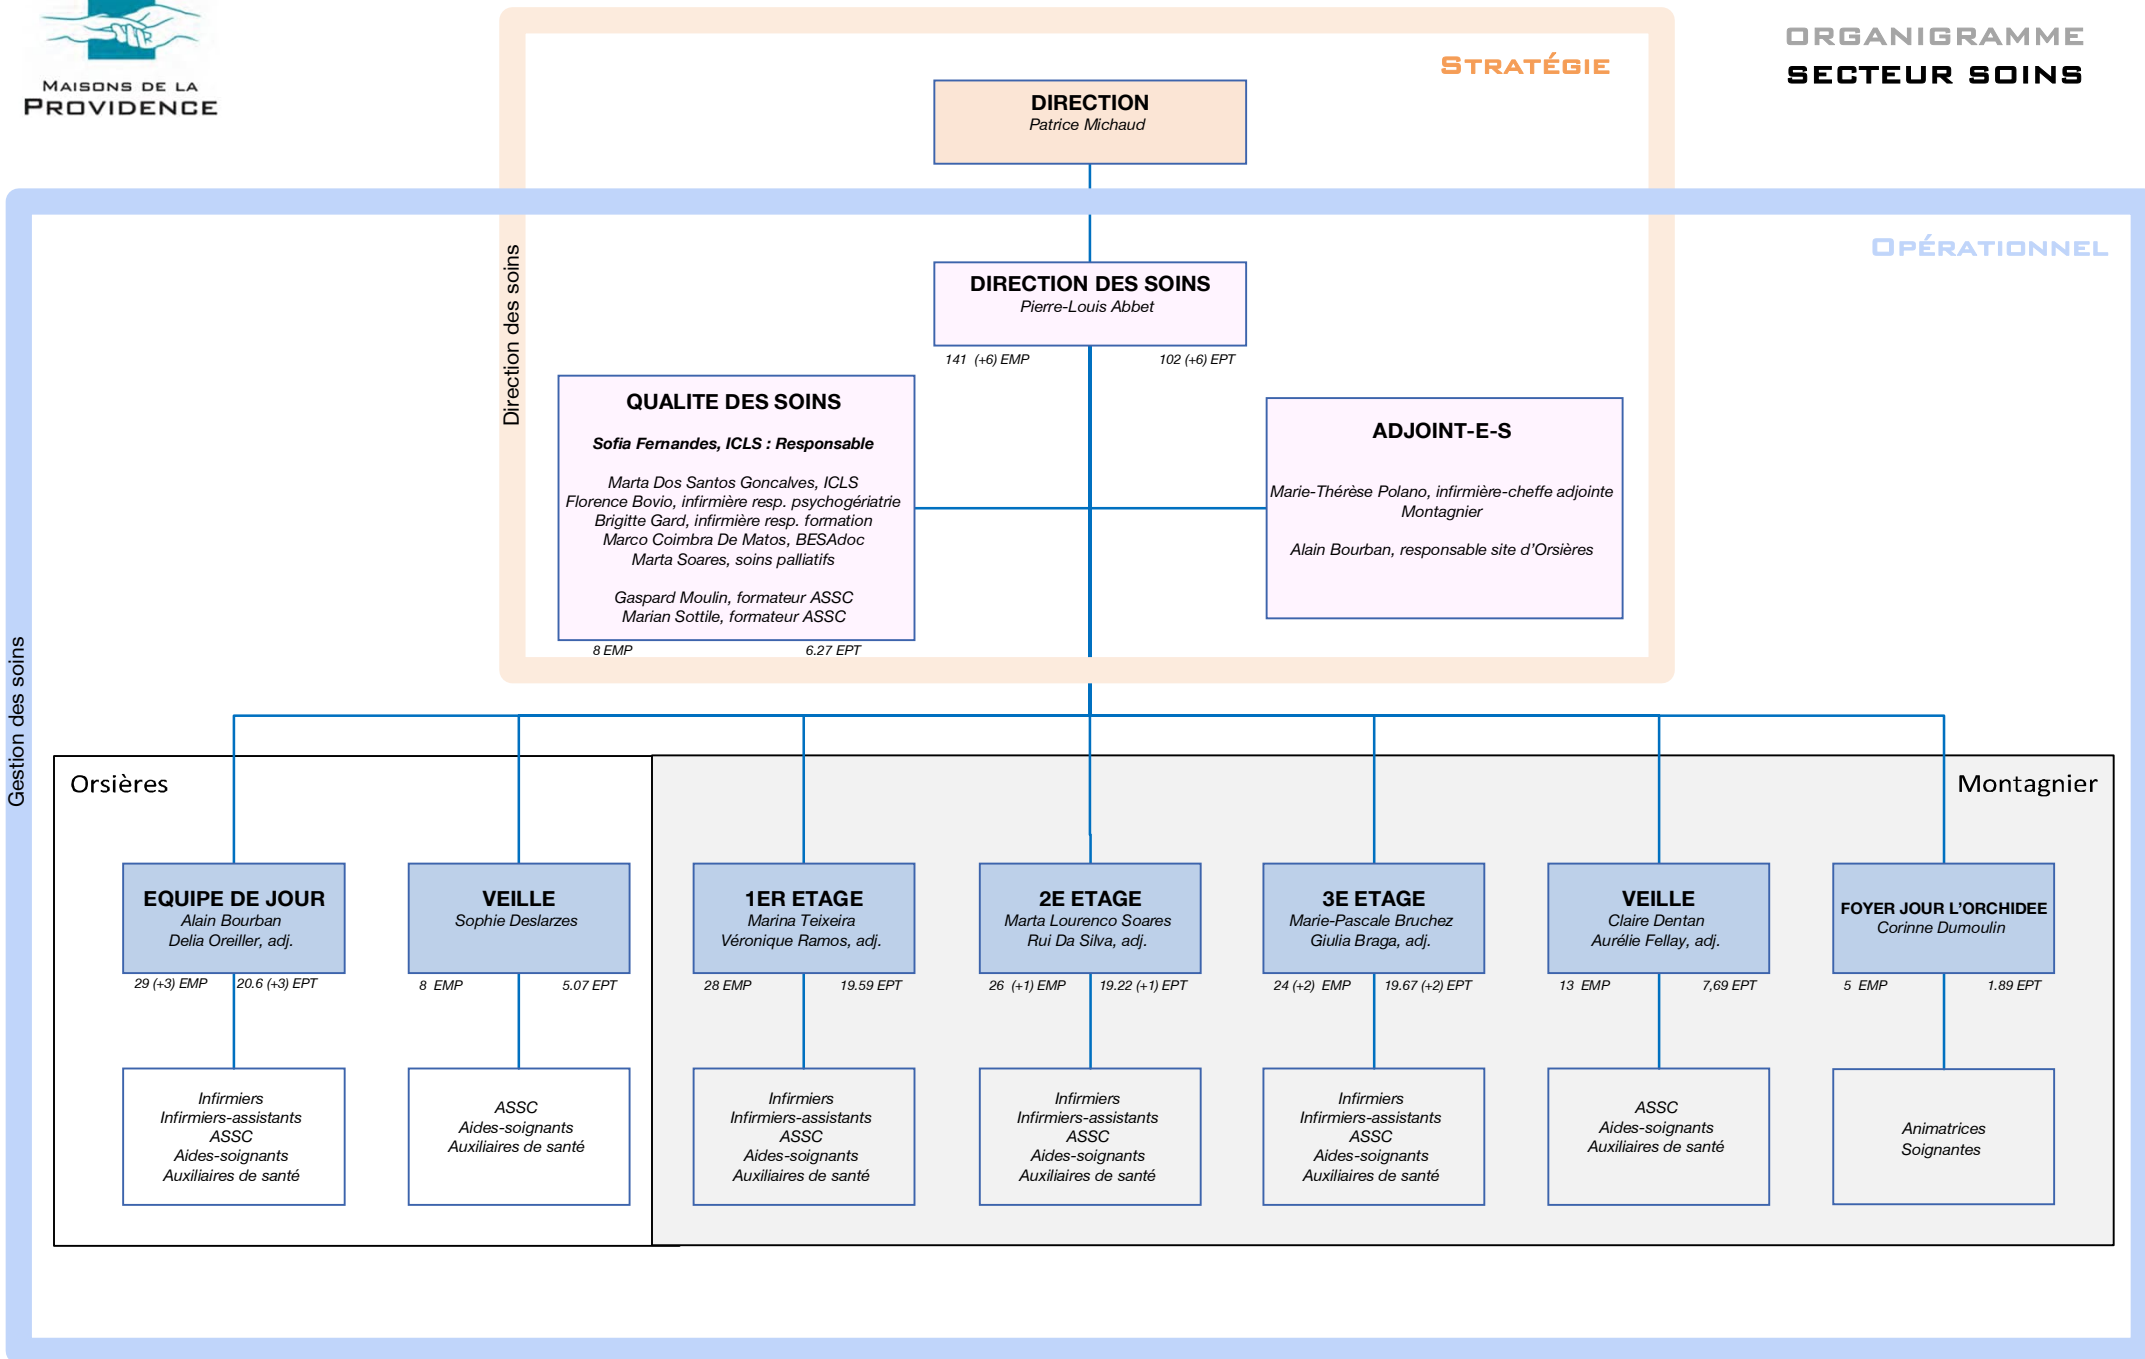 MAISONS DE LA
PROVIDENCE
ORGANIGRAMME
SECTEUR SOINS
STRATÉGIE
DIRECTION
Patrice Michaud
OPÉRATIONNEL
Direction des soins
DIRECTION DES SOINS
Pierre-Louis Abbet
141 (+6) EMP 102 (+6) EPT
QUALITE DES SOINS
Sofia Fernandes, ICLS : Responsable
Marta Dos Santos Goncalves, ICLS
Florence Bovio, infirmière resp. psychogériatrie
Brigitte Gard, infirmière resp. formation
Marco Coimbra De Matos, BESAdoc
Marta Soares, soins palliatifs
Gaspard Moulin, formateur ASSC
Marian Sottile, formateur ASSC
8 EMP 6.27 EPT
ADJOINT-E-S
Marie-Thérèse Polano, infirmière-cheffe adjointe
Montagnier
Alain Bourban, responsable site d'Orsières
Gestion des soins
Orsières
Montagnier
EQUIPE DE JOUR
Alain Bourban
Delia Oreiller, adj.
29 (+3) EMP 20.6 (+3) EPT
Infirmiers
Infirmiers-assistants
ASSC
Aides-soignants
Auxiliaires de santé
VEILLE
Sophie Deslarzes
8 EMP 5.07 EPT
ASSC
Aides-soignants
Auxiliaires de santé
1ER ETAGE
Marina Teixeira
Véronique Ramos, adj.
28 EMP 19.59 EPT
Infirmiers
Infirmiers-assistants
ASSC
Aides-soignants
Auxiliaires de santé
2E ETAGE
Marta Lourenco Soares
Rui Da Silva, adj.
26 (+1) EMP 19.22 (+1) EPT
Infirmiers
Infirmiers-assistants
ASSC
Aides-soignants
Auxiliaires de santé
3E ETAGE
Marie-Pascale Bruchez
Giulia Braga, adj.
24 (+2) EMP 19.67 (+2) EPT
Infirmiers
Infirmiers-assistants
ASSC
Aides-soignants
Auxiliaires de santé
VEILLE
Claire Dentan
Aurélie Fellay, adj.
13 EMP 7,69 EPT
ASSC
Aides-soignants
Auxiliaires de santé
FOYER JOUR L'ORCHIDEE
Corinne Dumoulin
5 EMP 1.89 EPT
Animatrices
Soignantes